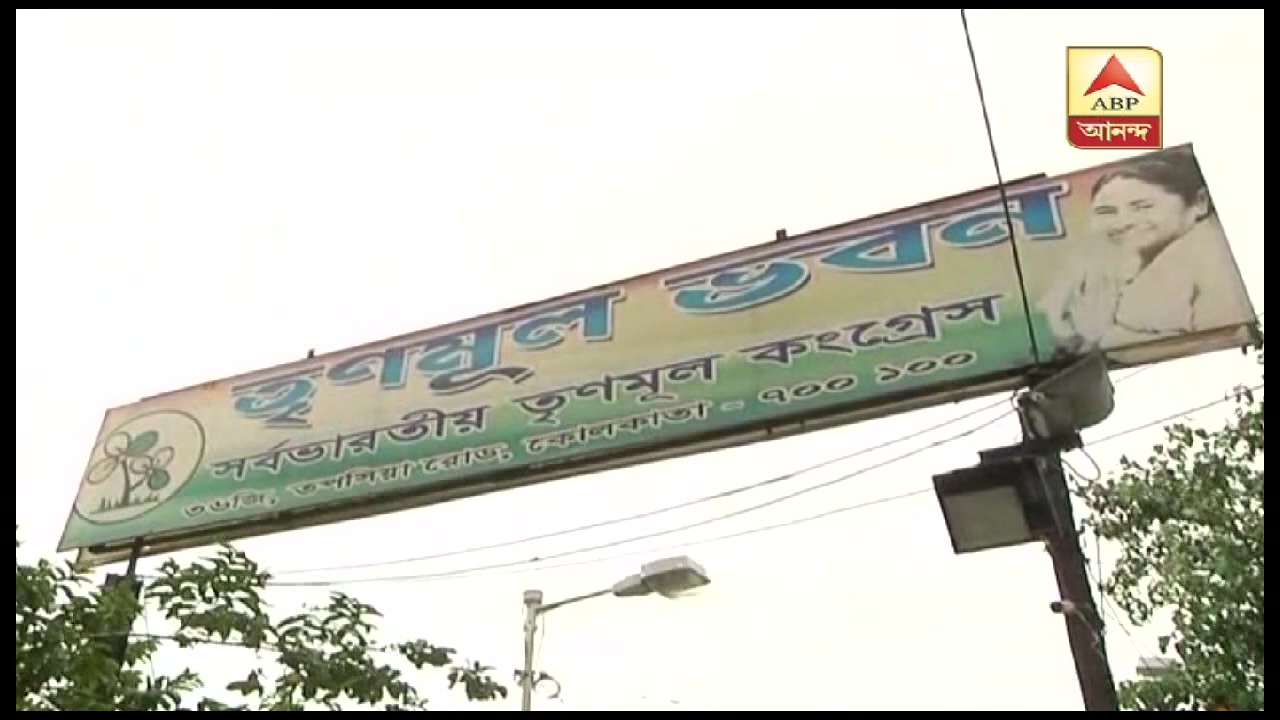 ABP
আনন্দ
তৃণমূল ভবন
সর্বভারতীয় তৃণমূল কংগ্রেস
৩৬জি, তপসিয়া রোড, কোলকাতা - ৭০০ ১০০